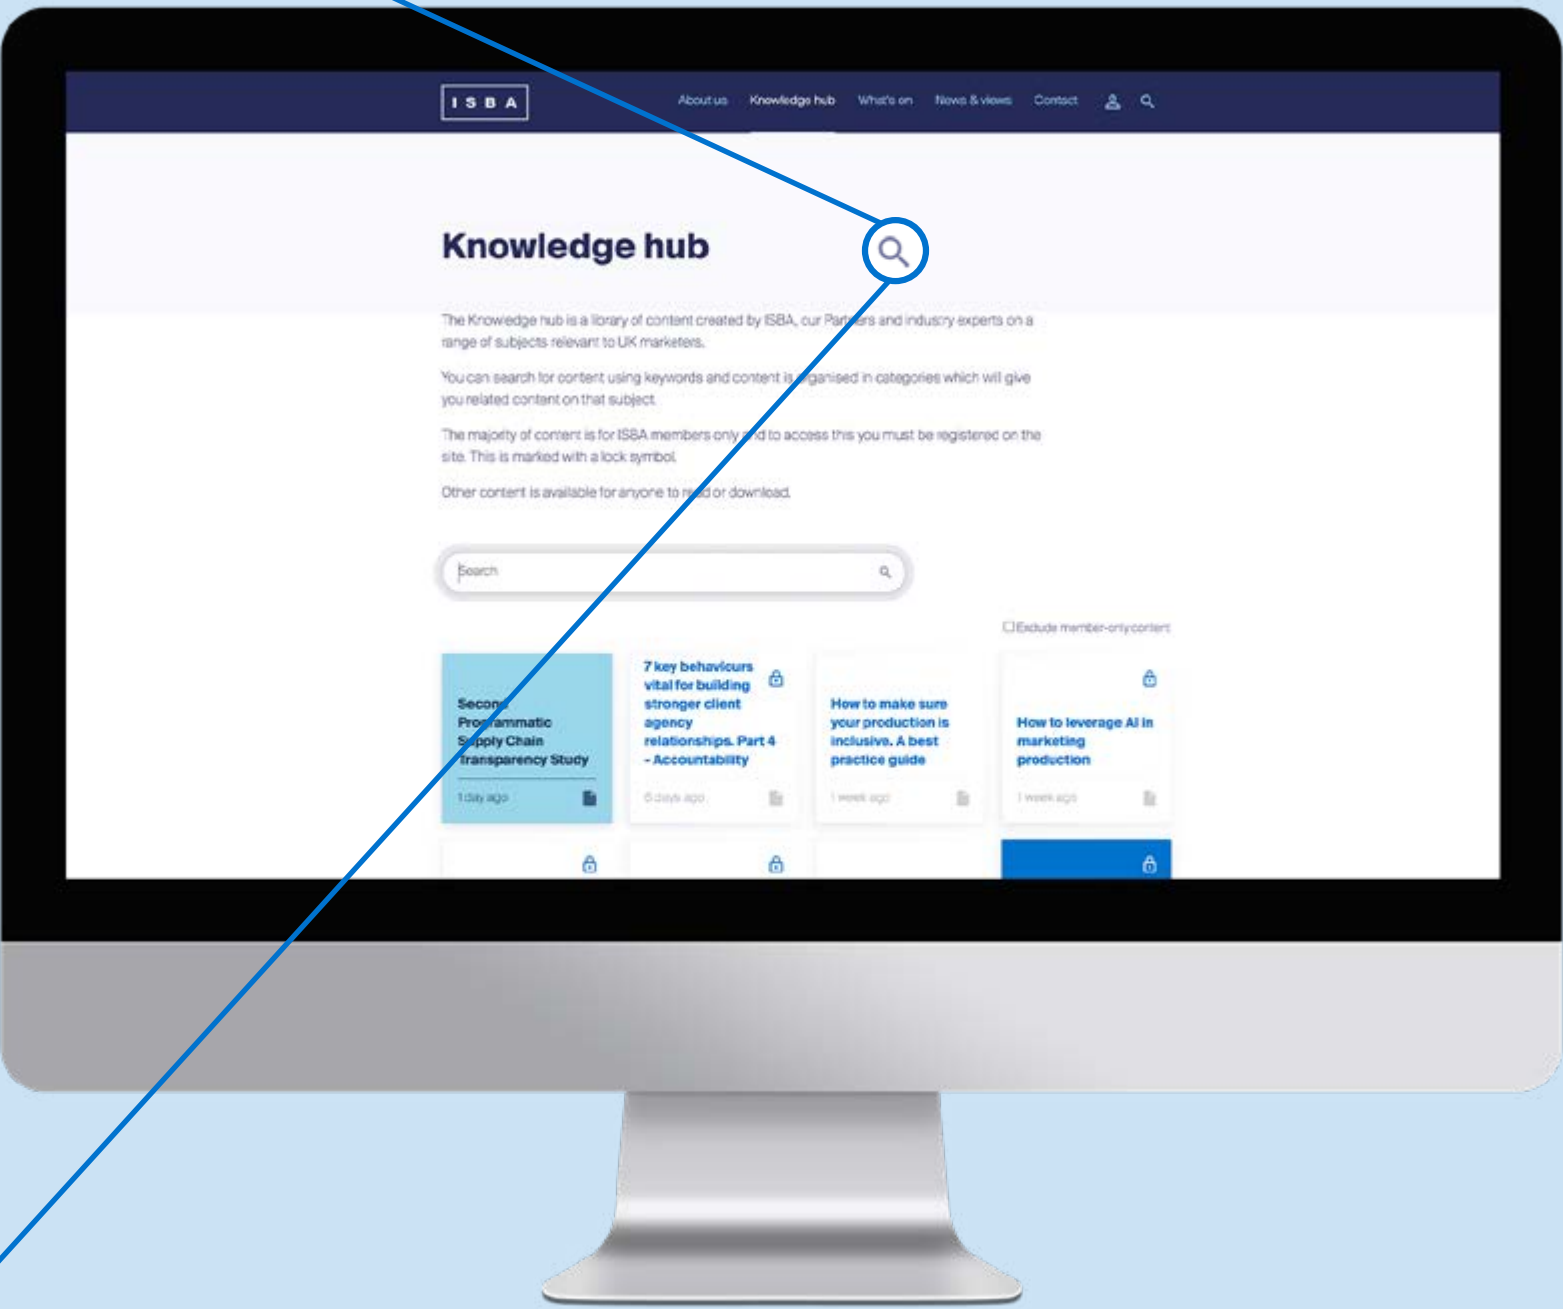 ISBA
About us Knowledge hub What's on News & views Contact
Knowledge hub
The Knowledge hub is a library of content created by ISBA, our Partners and industry experts on a
range of subjects relevant to UK marketers.
You can search for content using keywords and content is organised in categories which will give
you related content on that subject.
The majority of content is for ISBA members only and to access this you must be registered on the
site. This is marked with a lock symbol.
Other content is available for anyone to read or download.
Search
Exclude member-only content
Second
Programmatic
Supply Chain
Transparency Study
1 day ago
7 key behaviours
vital for building
stronger client
agency
relationships. Part 4
- Accountability
6 days ago
How to make sure
your production is
inclusive. A best
practice guide
1 week ago
How to leverage AI in
marketing
production
1 week ago